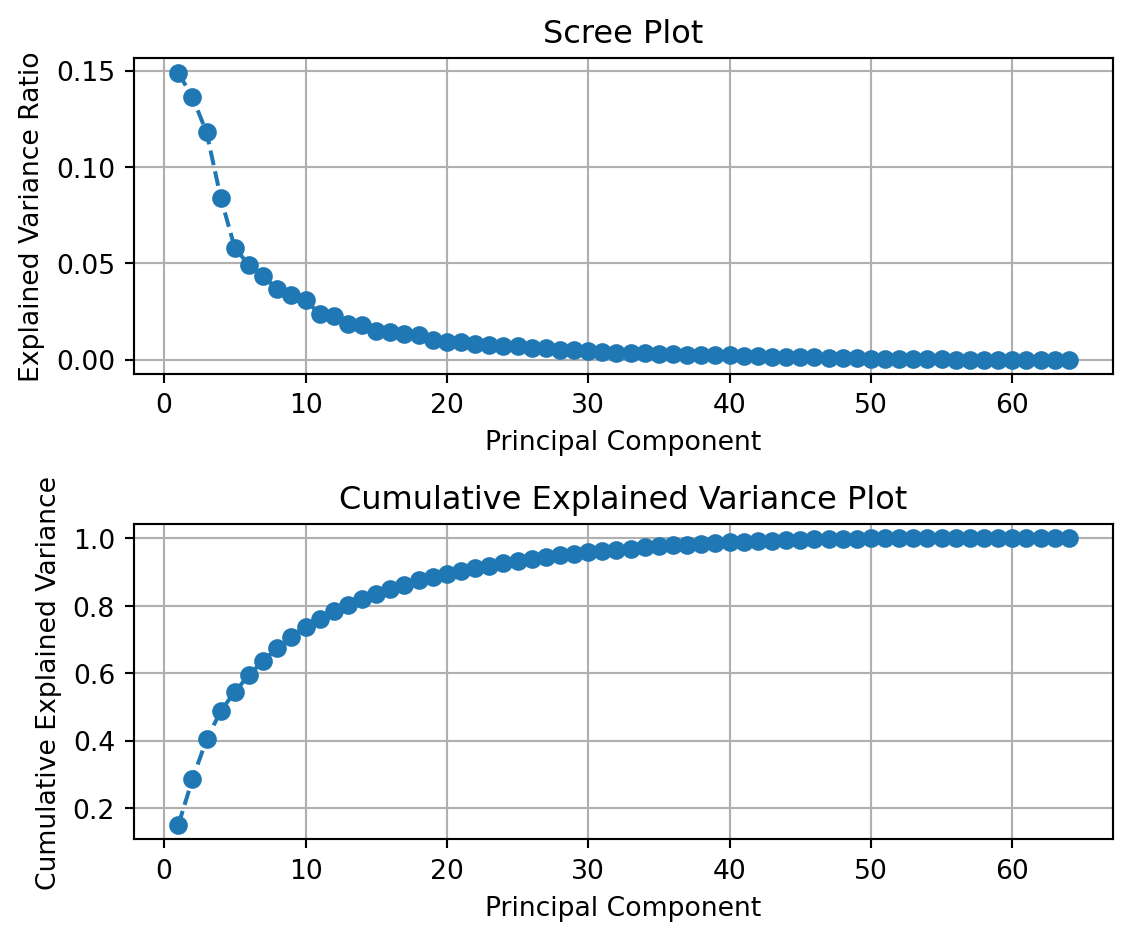 Scree Plot
Explained Variance Ratio
0.15
0.10
0.05
0.00
0 10 20 30 40 50 60
Principal Component
Cumulative Explained Variance Plot
Cumulative Explained Variance
1.0
0.8
0.6
0.4
0.2
0 10 20 30 40 50 60
Principal Component